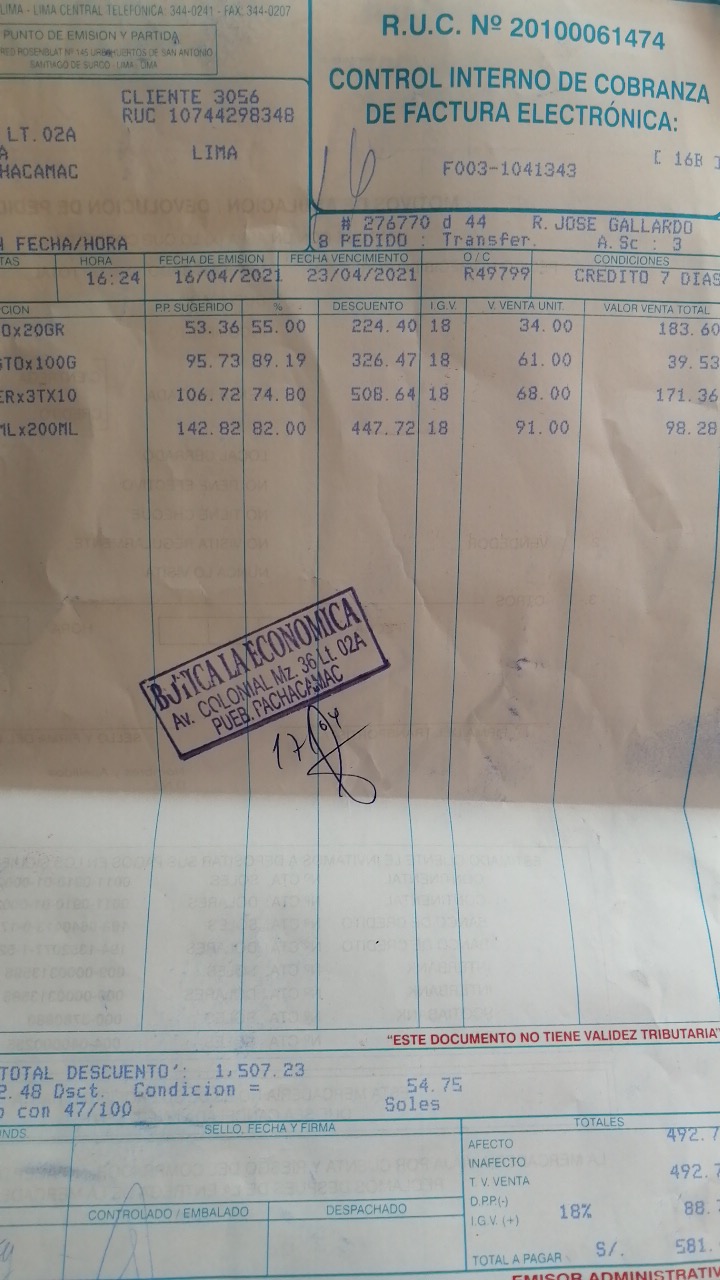 LIMA - LIMA CENTRAL TELEFONICA: 344-0241 - FAX: 344-0207
PUNTO DE EMISION Y PARTIDA
SANTIAGO DE SURCO - LIMA - LIMA
R.U.C. Nº 20100061474
CONTROL INTERNO DE COBRANZA
DE FACTURA ELECTRÓNICA:
[ 16B ]
F003-1041343
CLIENTE 3056
RUC 10744298348
LT. 02A
A LIMA
HACAMAC
# 276770 d 44 R. JOSE GALLARDO
FECHA/HORA 8 PEDIDO : Transfer. A.Sc : 3
TAS HORA FECHA DE EMISION FECHA VENCIMIENTO O / C CONDICIONES
16:24 16/04/2021 23/04/2021 R49799 CREDITO 7 DIAS
CION P.P. SUGERIDO % DESCUENTO I.G.V. V. VENTA UNIT. VALOR VENTA TOTAL
0x20GR 53.36 55.00 224.40 18 34.00 183.60
STOx100G 95.73 89.19 326.47 18 61.00 39.53
ERx3TX10 106.72 74.80 508.64 18 68.00 171.36
MLx200ML 142.82 82.00 447.72 18 91.00 98.28
BOTICA LA ECONOMICA
AV. COLONIAL Mz. 36 Lt. 02A
PUEB. PACHACAMAC
"ESTE DOCUMENTO NO TIENE VALIDEZ TRIBUTARIA"
TOTAL DESCUENTO': 1,507.23
2.48 Dsct. Condicion = 54.75
con 47/100 Soles
SELLO, FECHA Y FIRMA
CONTROLADO / EMBALADO DESPACHADO
TOTALES
AFECTO 492.7
INAFECTO
T. V. VENTA 492.
D.P.P.(-)
I.G.V. (+) 18% 88.
TOTAL A PAGAR S/. 581.
EMISOR ADMINISTRATIV